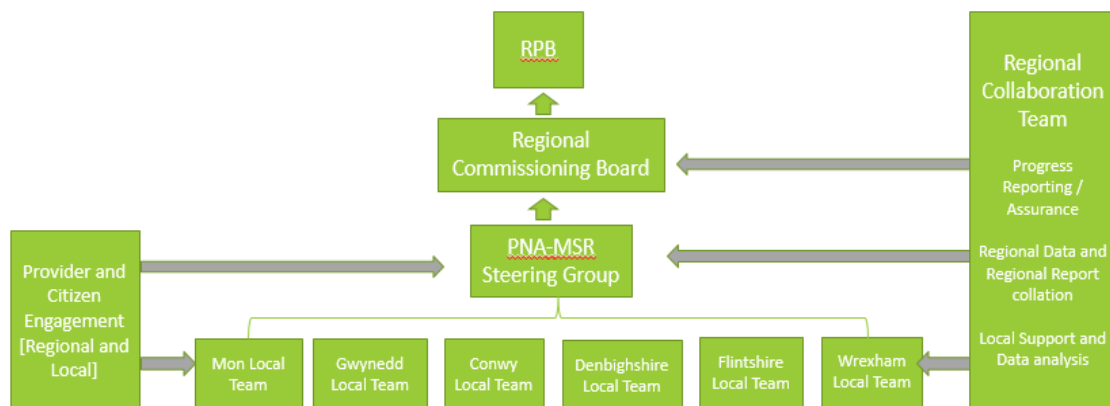 RPB
Regional
Commissioning Board
PNA-MSR
Steering Group
Provider and
Citizen
Engagement
[Regional and
Local]
Mon Local
Team
Gwynedd
Local Team
Conwy
Local Team
Denbighshire
Local Team
Flintshire
Local Team
Wrexham
Local Team
Regional
Collaboration
Team
Progress
Reporting /
Assurance
Regional Data and
Regional Report
collation
Local Support and
Data analysis